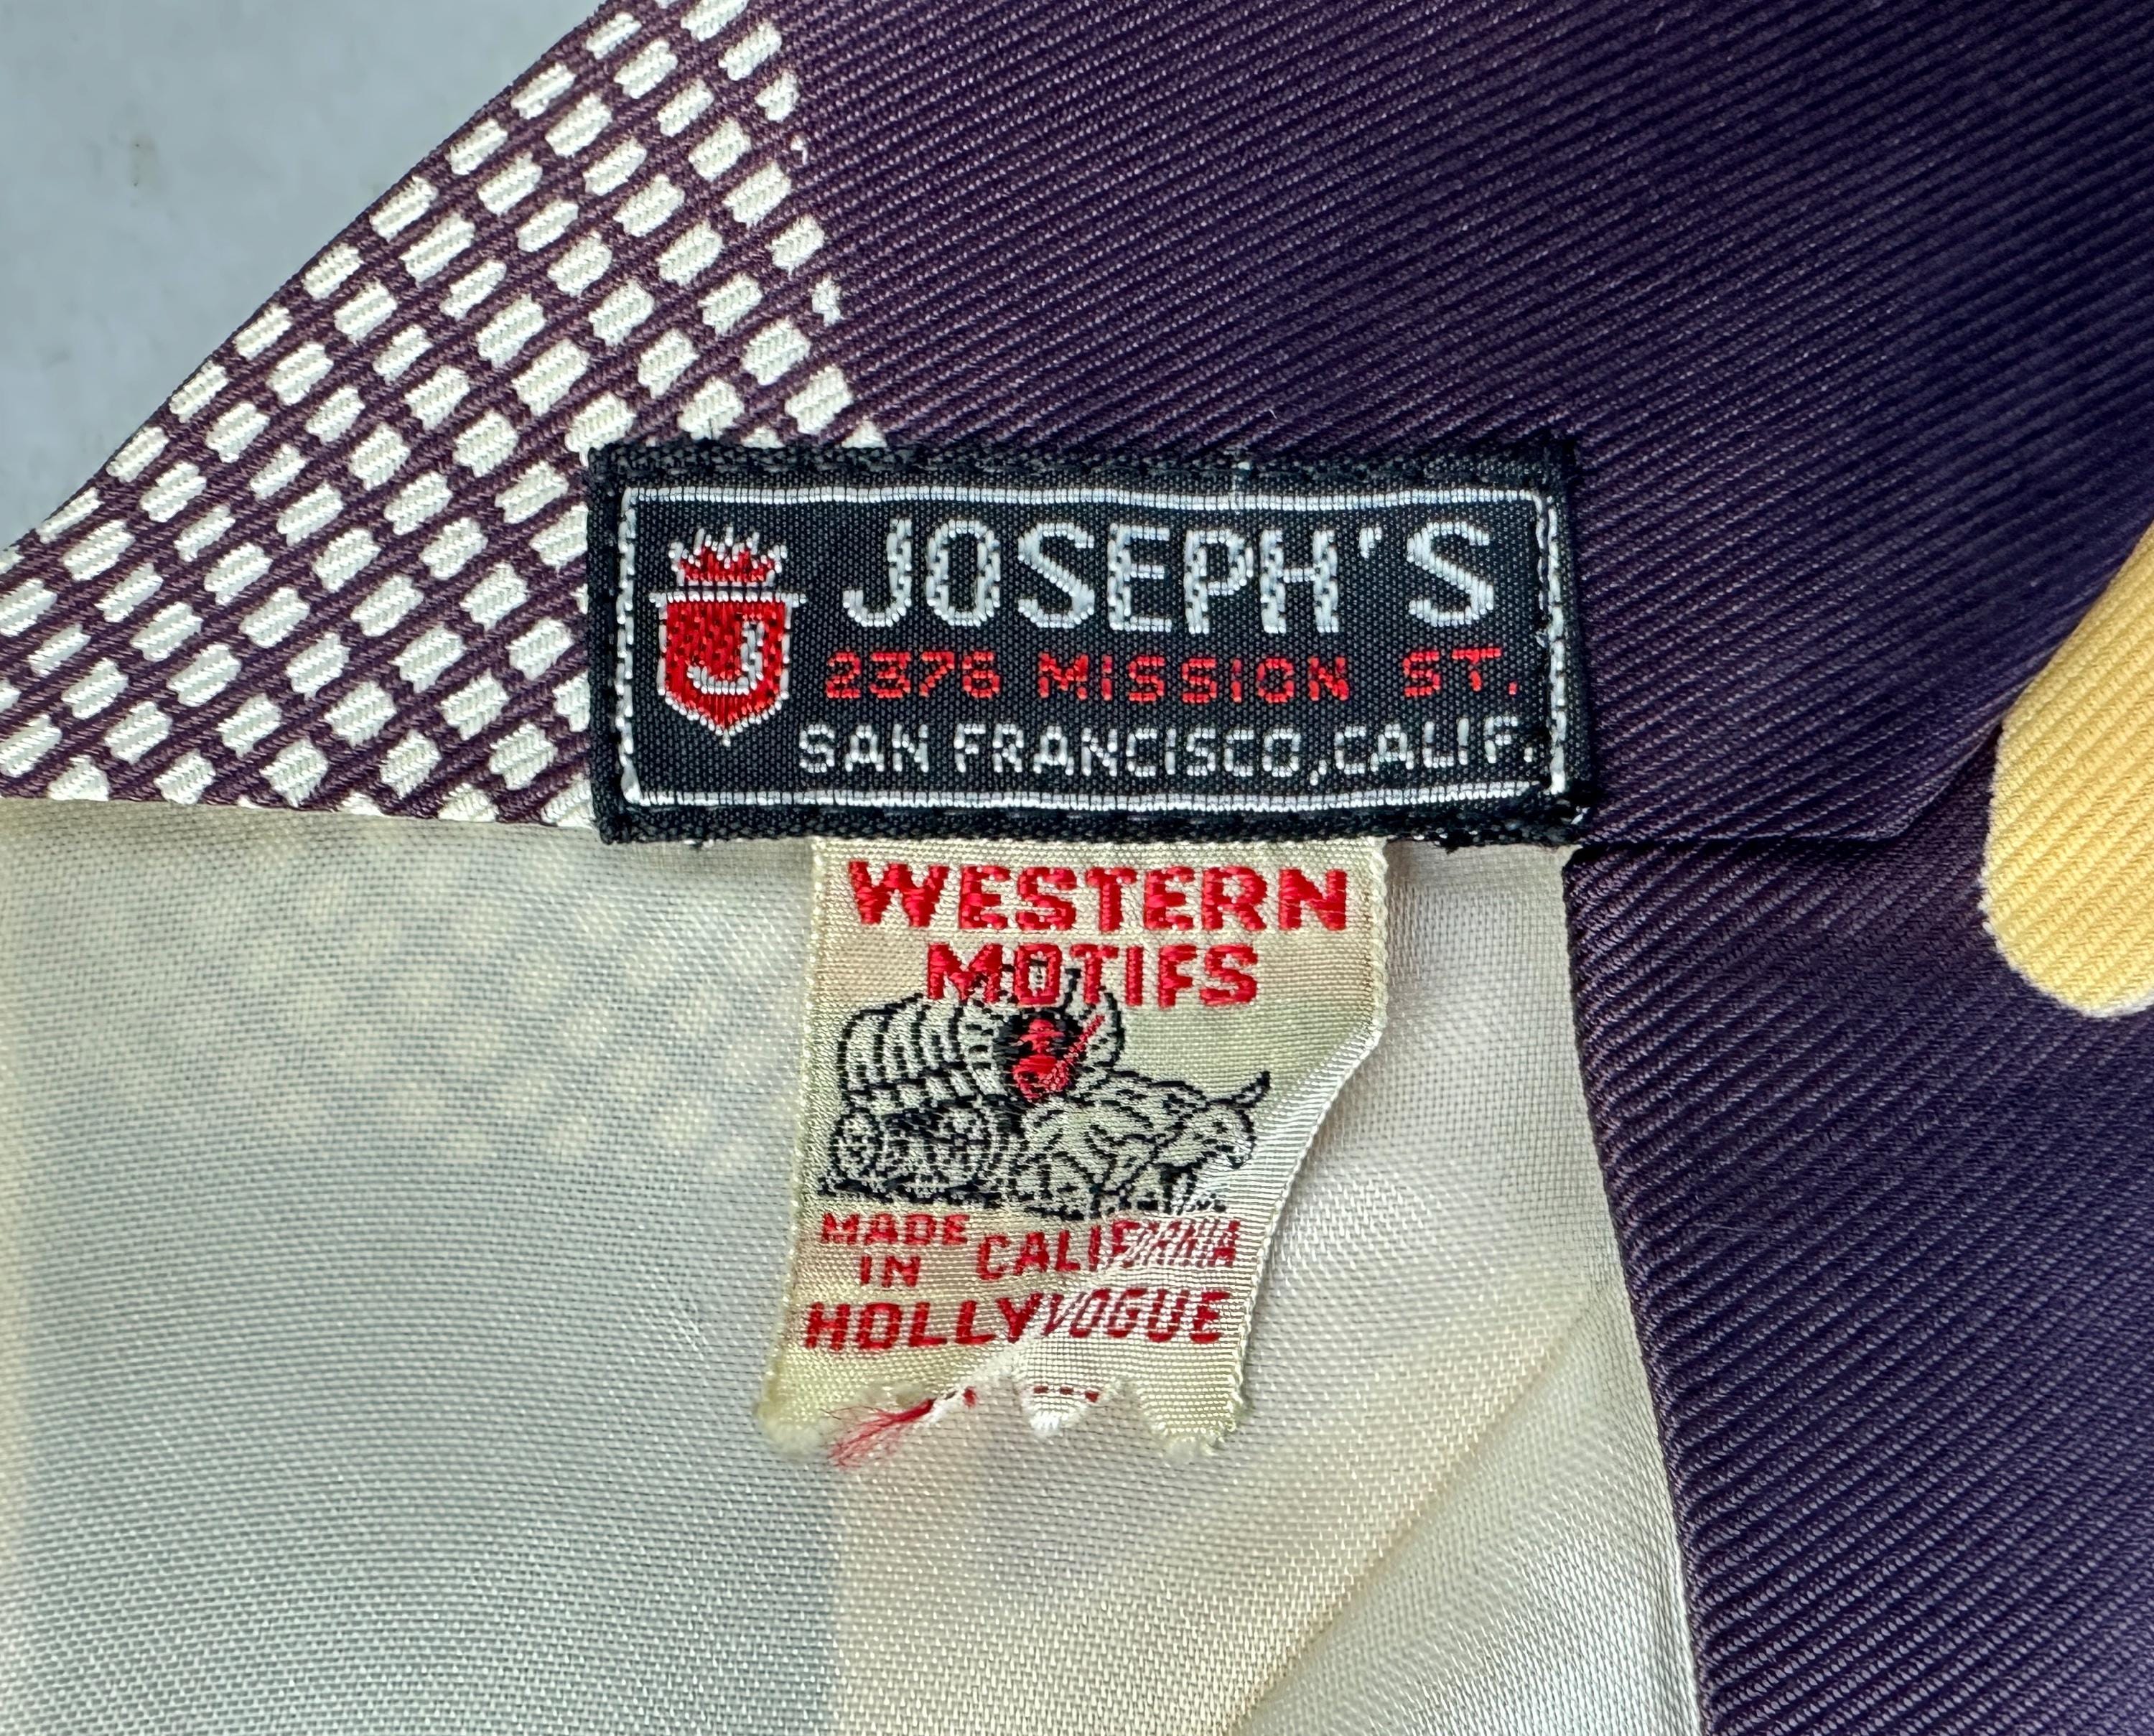 J
JOSEPH'S
2376 MISSION ST.
SAN FRANCISCO, CALIF.
WESTERN
MOTIFS
MADE
IN CALIFORNIA
HOLLYVOGUE